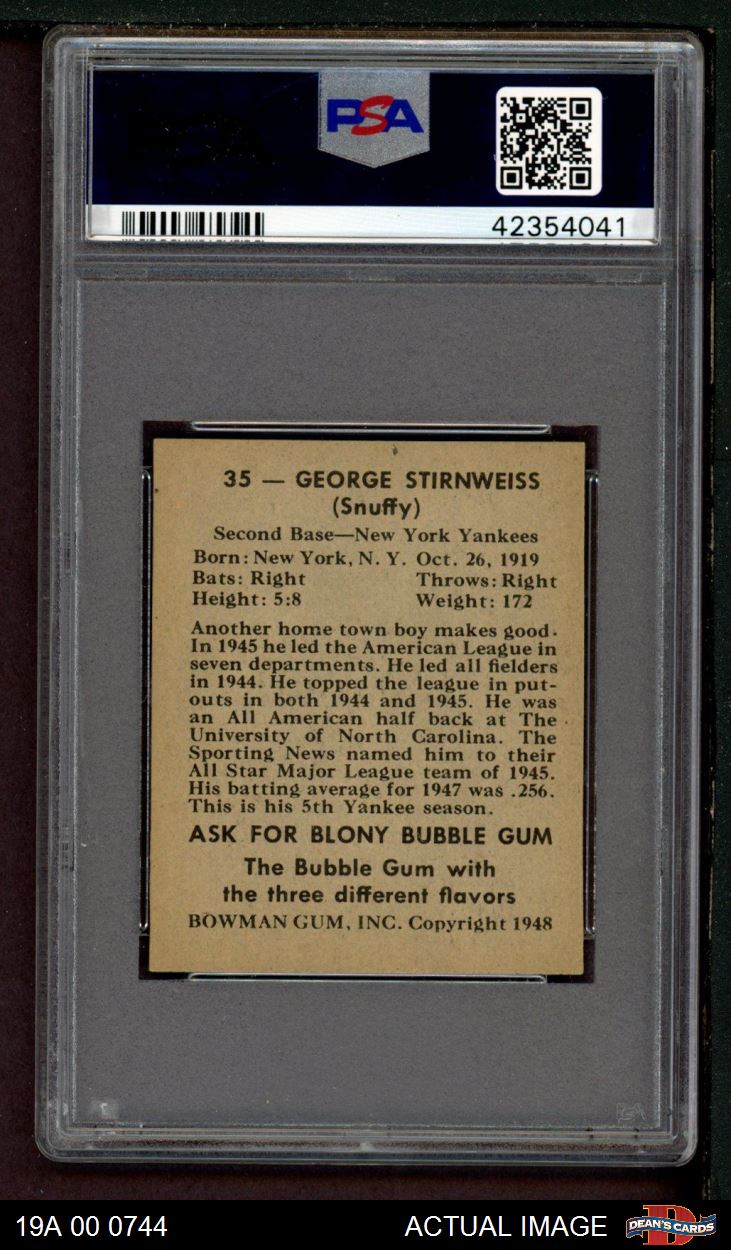 PSA
42354041
35 — GEORGE STIRNWEISS
(Snuffy)
Second Base—New York Yankees
Born: New York, N. Y. Oct. 26, 1919
Bats: Right Throws: Right
Height: 5:8 Weight: 172
Another home town boy makes good.
In 1945 he led the American League in
seven departments. He led all fielders
in 1944. He topped the league in put-
outs in both 1944 and 1945. He was
an All American half back at The
University of North Carolina. The
Sporting News named him to their
All Star Major League team of 1945.
His batting average for 1947 was .256.
This is his 5th Yankee season.
ASK FOR BLONY BUBBLE GUM
The Bubble Gum with
the three different flavors
BOWMAN GUM, INC. Copyright 1948
PSA
19A 00 0744 ACTUAL IMAGE DEAN'S CARDS